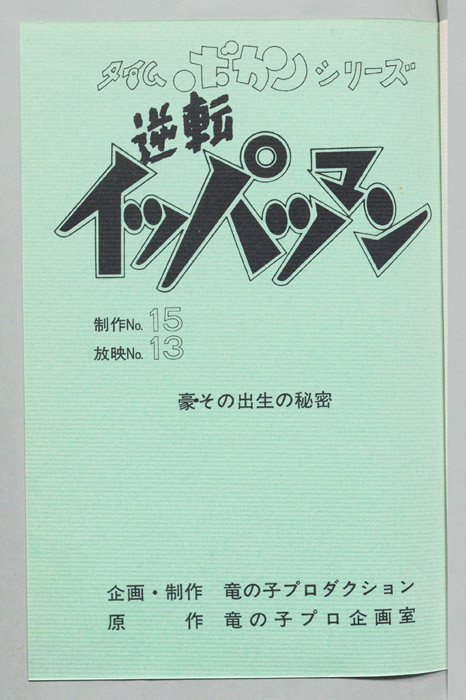 タイムボカンシリーズ
逆転
イッパツマン
制作No. 15
放映No. 13
豪・その出生の秘密
企画・制作 竜の子プロダクション
原 作 竜の子プロ企画室